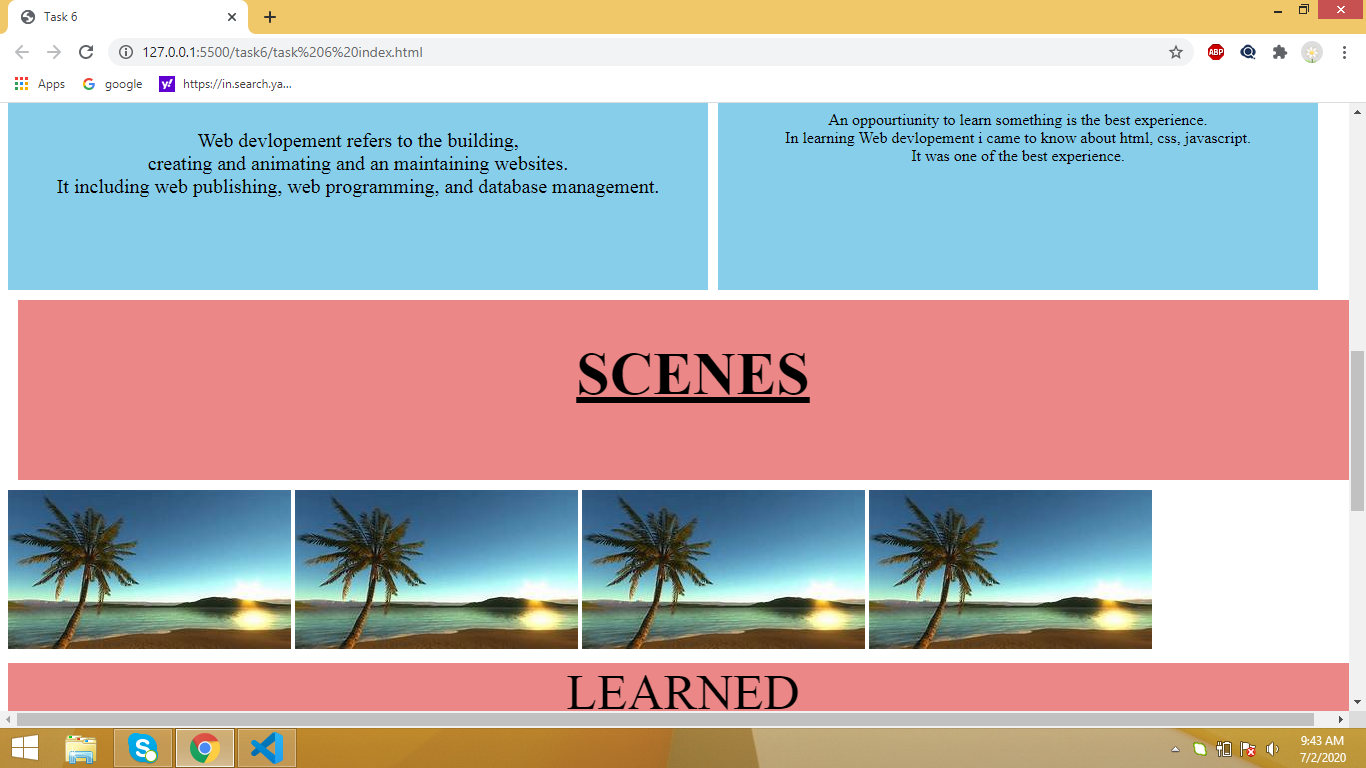 Task 6
127.0.0.1:5500/task6/task%206%20index.html
ABP
Apps
google
y!
https://in.search.ya...
Web devlopement refers to the building,
creating and animating and an maintaining websites.
It including web publishing, web programming, and database management.
An oppourtiunity to learn something is the best experience.
In learning Web devlopement i came to know about html, css, javascript.
It was one of the best experience.
SCENES
LEARNED
9:43 AM
7/2/2020